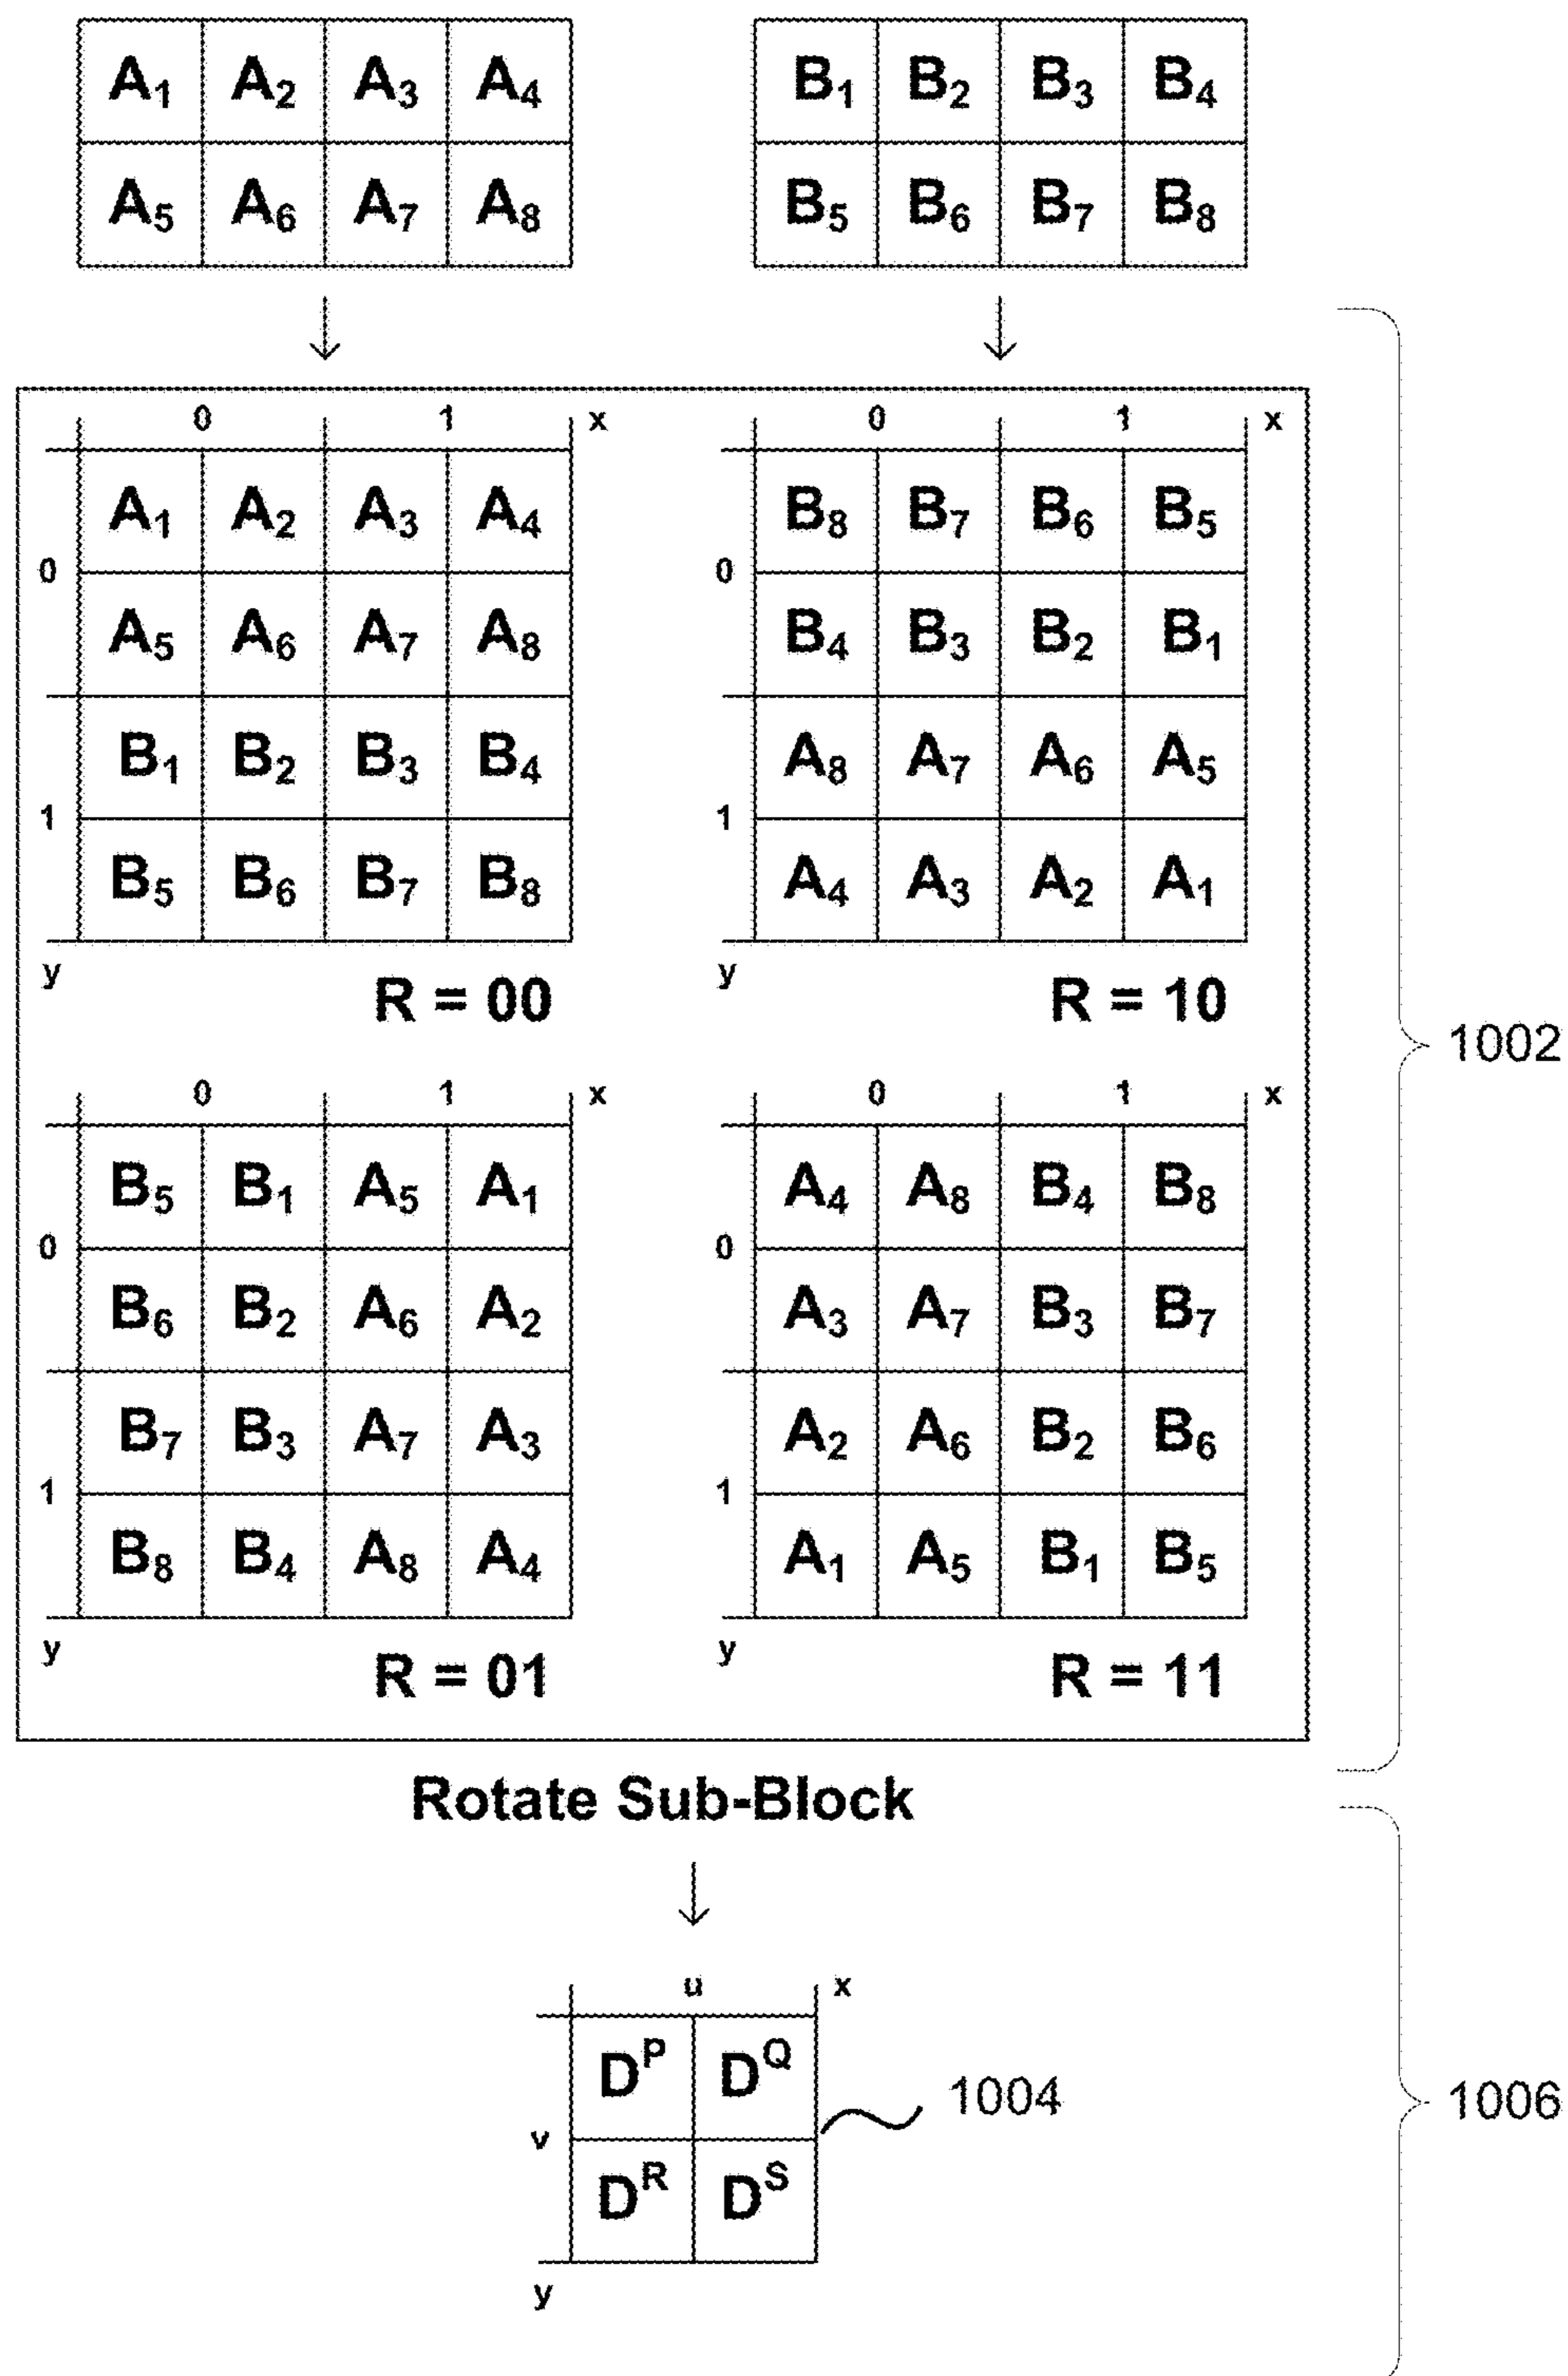 A1 A2 A3 A4 B1 B2 B3 B4
A5 A6 A7 A8 B5 B6 B7 B8
0 1 x 0 1 x
A1 A2 A3 A4 B8 B7 B6 B5
0 0
A5 A6 A7 A8 B4 B3 B2 B1
B1 B2 B3 B4 A8 A7 A6 A5
1 1
B5 B6 B7 B8 A4 A3 A2 A1
y y
R = 00 R = 10
1002
0 1 x 0 1 x
B5 B1 A5 A1 A4 A8 B4 B8
0 0
B6 B2 A6 A2 A3 A7 B3 B7
B7 B3 A7 A3 A2 A6 B2 B6
1 1
B8 B4 A8 A4 A1 A5 B1 B5
y y
R = 01 R = 11
Rotate Sub-Block
u x
DP DQ
1004
v
1006
DR DS
y